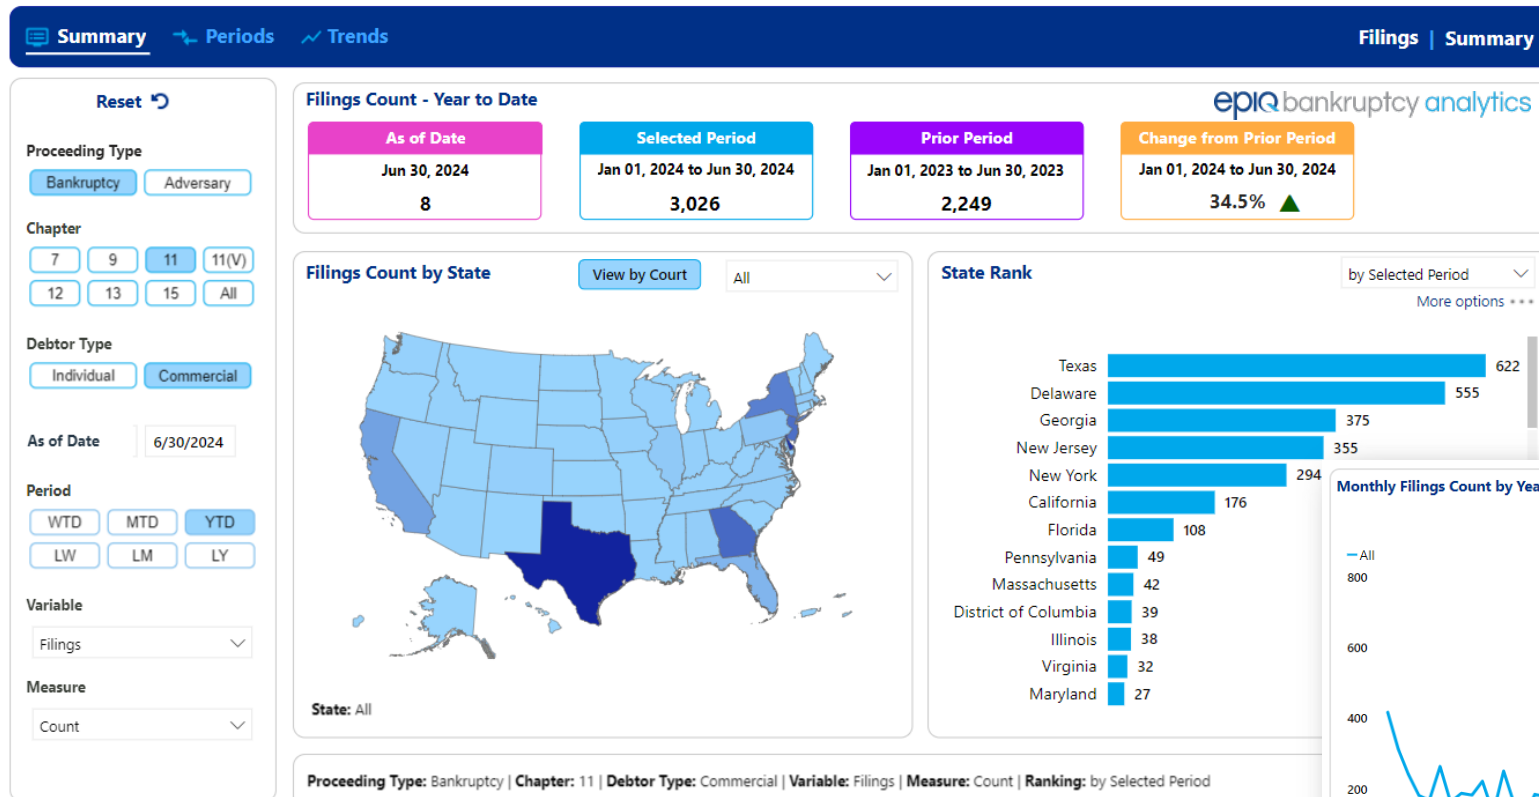 Summary Periods Trends Filings | Summary
Reset
Proceeding Type
Bankruptcy Adversary
Chapter
7 9 11 11(V)
12 13 15 All
Debtor Type
Individual Commercial
As of Date 6/30/2024
Period
WTD MTD YTD
LW LM LY
Variable
Filings
Measure
Count
Filings Count - Year to Date
epiq bankruptcy analytics
As of Date
Jun 30, 2024
8
Selected Period
Jan 01, 2024 to Jun 30, 2024
3,026
Prior Period
Jan 01, 2023 to Jun 30, 2023
2,249
Change from Prior Period
Jan 01, 2024 to Jun 30, 2024
34.5%
Filings Count by State View by Court All
State: All
State Rank by Selected Period
More options
Texas 622
Delaware 555
Georgia 375
New Jersey 355
New York 294
California 176
Florida 108
Pennsylvania 49
Massachusetts 42
District of Columbia 39
Illinois 38
Virginia 32
Maryland 27
Monthly Filings Count by Yea
All
800
600
400
200
Proceeding Type: Bankruptcy | Chapter: 11 | Debtor Type: Commercial | Variable: Filings | Measure: Count | Ranking: by Selected Period